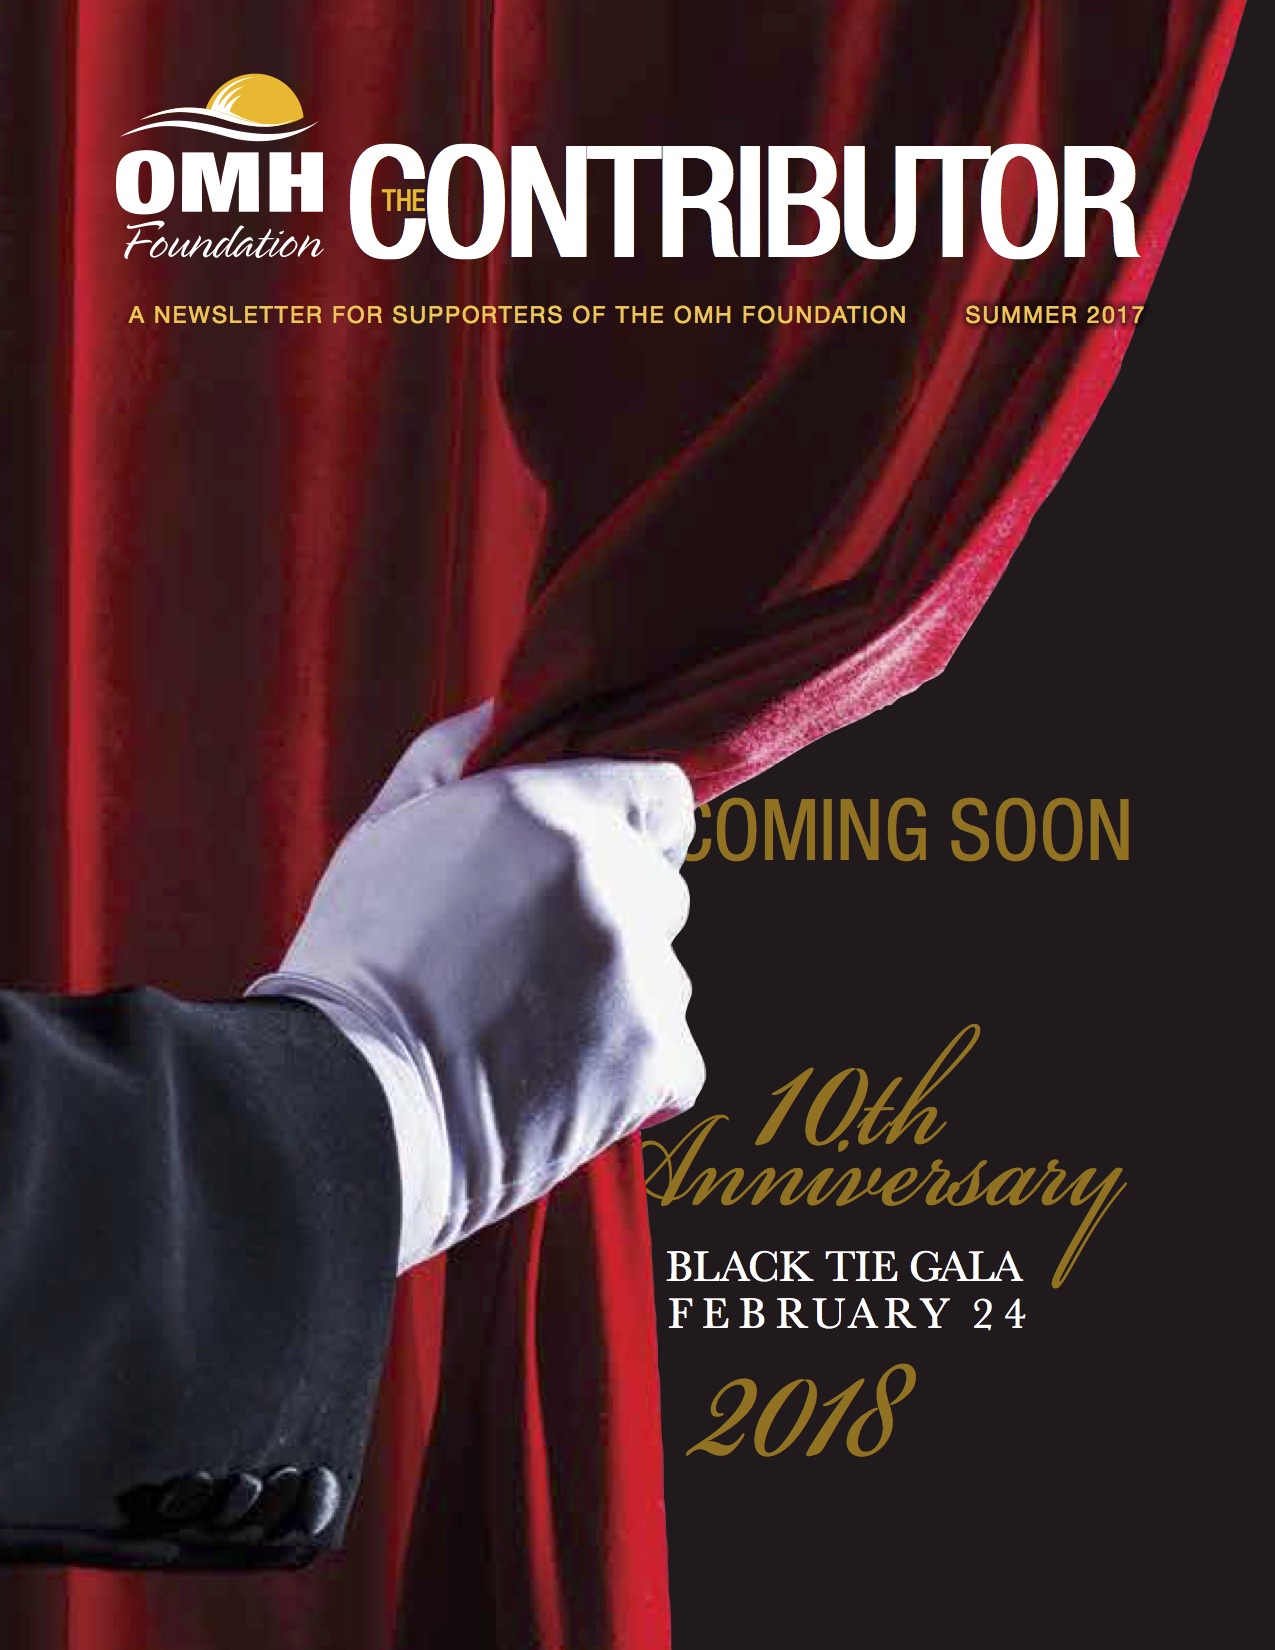 OMH
Foundation
THE CONTRIBUTOR
A NEWSLETTER FOR SUPPORTERS OF THE OMH FOUNDATION SUMMER 2017
COMING SOON
10th
Anniversary
BLACK TIE GALA
FEBRUARY 24
2018